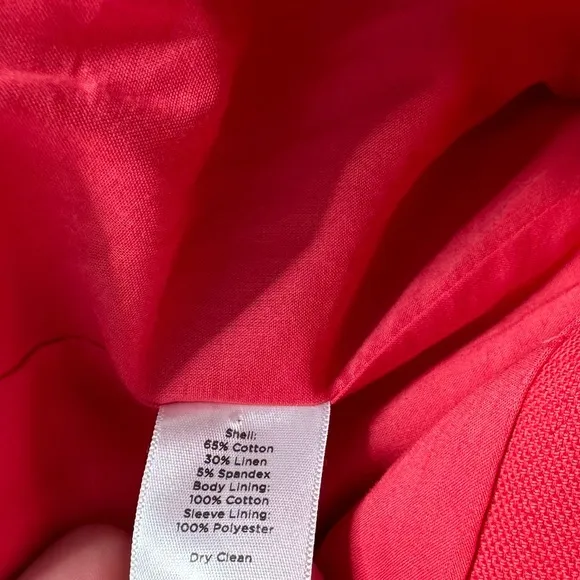 Shell:
65% Cotton
30% Linen
5% Spandex
Body Lining:
100% Cotton
Sleeve Lining:
100% Polyester
Dry Clean